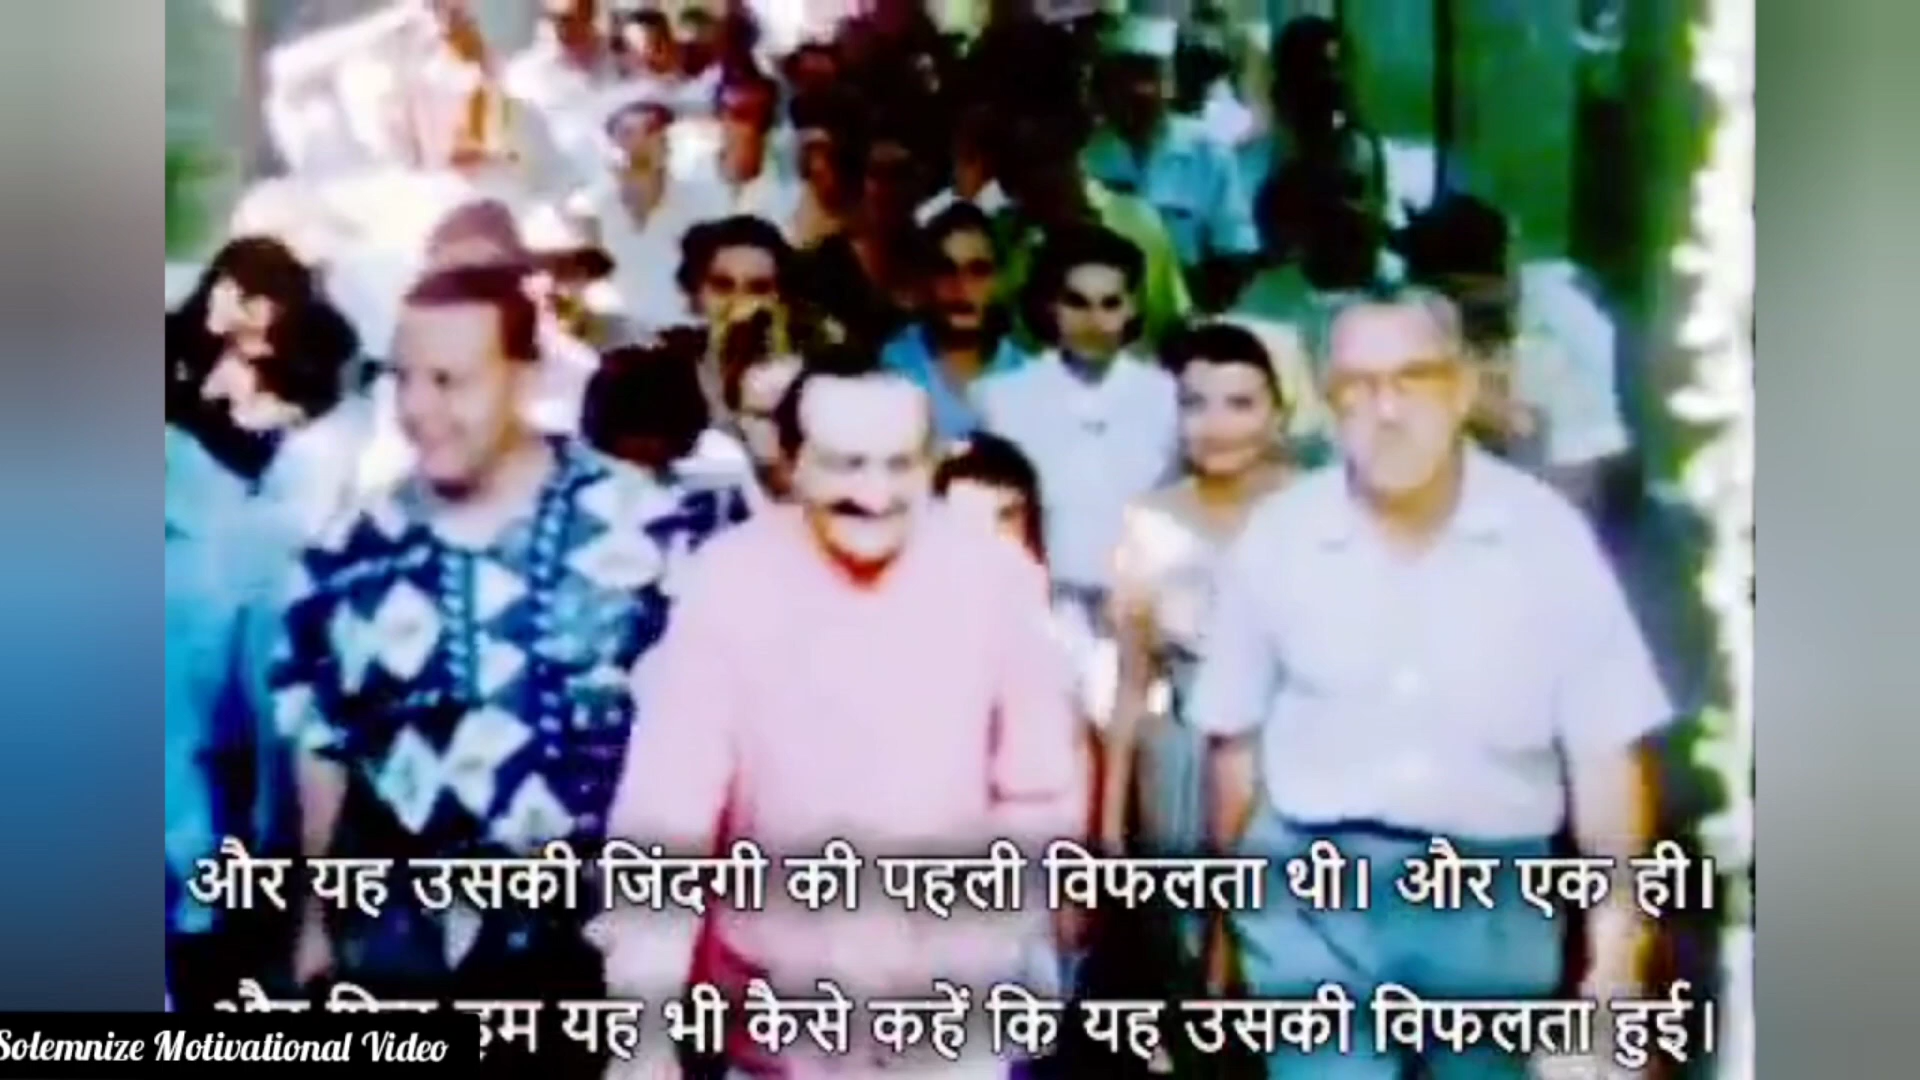 और यह उसकी जिंदगी की पहली विफलता थी। और एक ही।
हम यह भी कैसे कहें कि यह उसकी विफलता हुई।
Solemnize Motivational Video